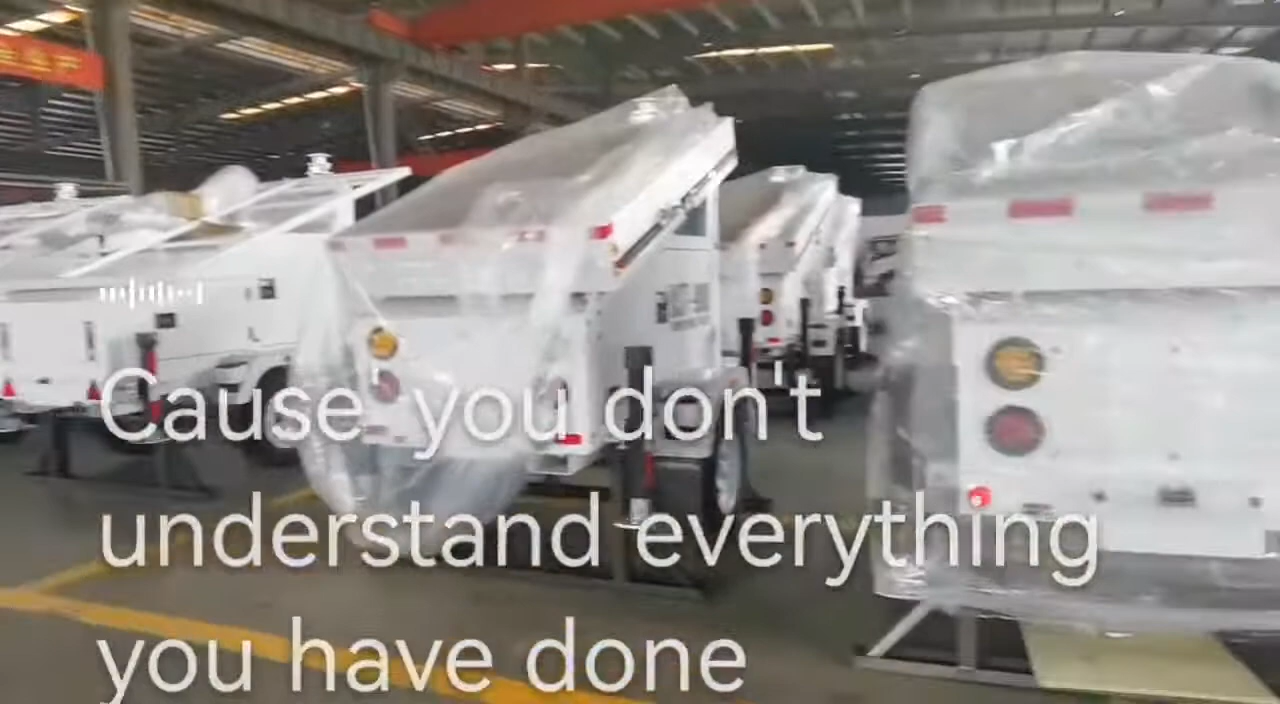 Cause' you don't
understand everything
you have done